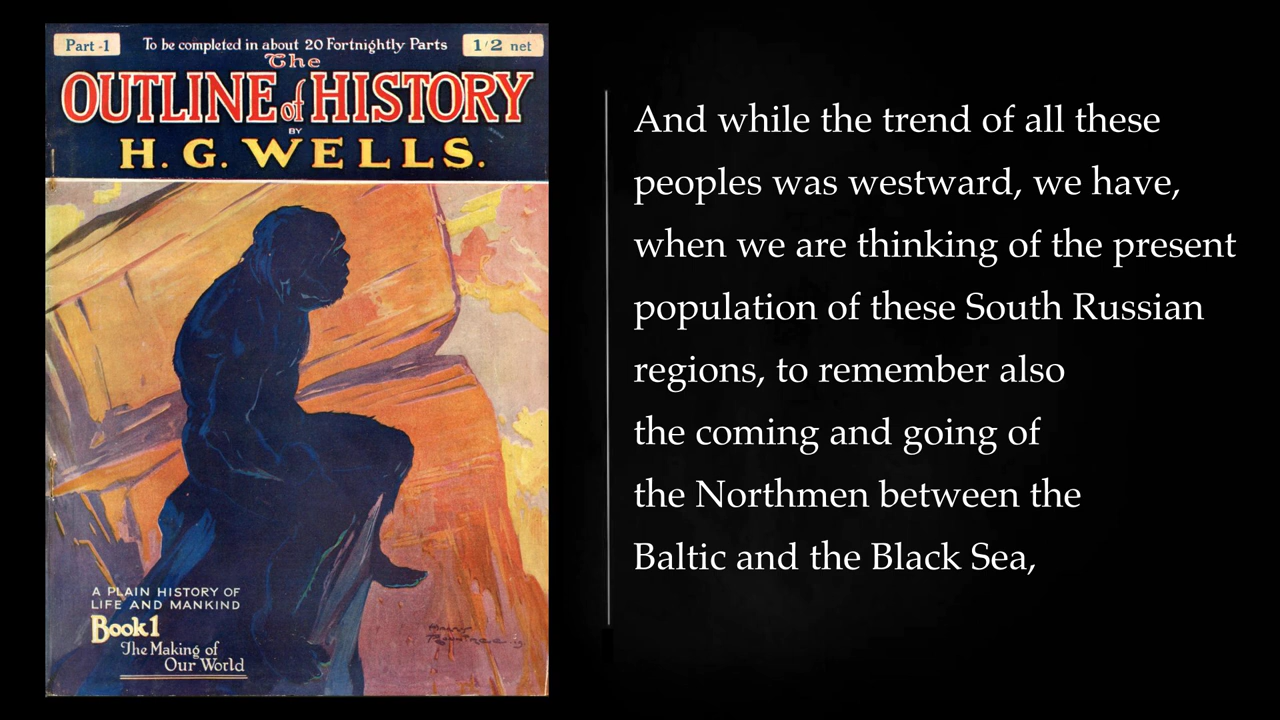 Part -1
To be completed in about 20 Fortnightly Parts
1/2 net
The
OUTLINE of HISTORY
BY
H. G. WELLS.
A PLAIN HISTORY OF
LIFE AND MANKIND
Book 1
The Making of
Our World
And while the trend of all these
peoples was westward, we have,
when we are thinking of the present
population of these South Russian
regions, to remember also
the coming and going of
the Northmen between the
Baltic and the Black Sea,